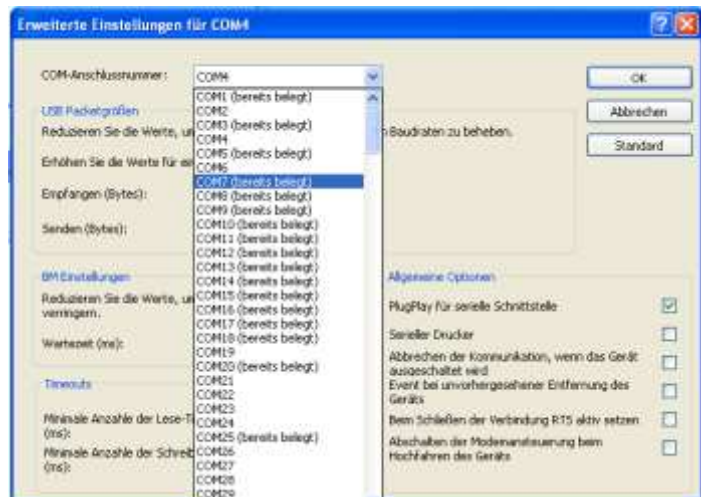 Erweiterte Einstellungen für COM4
COM-Anschlussnummer:
COM4
OK
Abbrechen
Standard
COM1 (bereits belegt)
COM2
COM3 (bereits belegt)
COM4
COM5 (bereits belegt)
COM6
COM7 (bereits belegt)
COM8 (bereits belegt)
COM9 (bereits belegt)
COM10 (bereits belegt)
COM11 (bereits belegt)
COM12 (bereits belegt)
COM13 (bereits belegt)
COM14 (bereits belegt)
COM15 (bereits belegt)
COM16 (bereits belegt)
COM17 (bereits belegt)
COM18 (bereits belegt)
COM19
COM20 (bereits belegt)
COM21
COM22
COM23
COM24
COM25 (bereits belegt)
COM26
COM27
COM28
COM29
USB Packetgrößen
Reduzieren Sie die Werte, un
n Baudraten zu beheben.
Erhöhen Sie die Werte für
Empfangen (Bytes):
Senden (Bytes):
BM Einstellungen
Reduzieren Sie die Werte, un
verringern.
Wartezeit (ms):
Timeouts
Minimale Anzahle der Lese-T
(ms):
Minimale Anzahle der Schreib
(ms):
Allgemeine Optionen
PlugPlay für serielle Schnittstelle
Serieller Drucker
Abbrechen der Kommunikation, wenn das Gerät
ausgeschaltet wird
Event bei unvorhergesehener Entfernung des
Geräts
Beim Schließen der Verbindung RTS aktiv setzen
Abschalten der Modemansteuerung beim
Hochfahren des Geräts